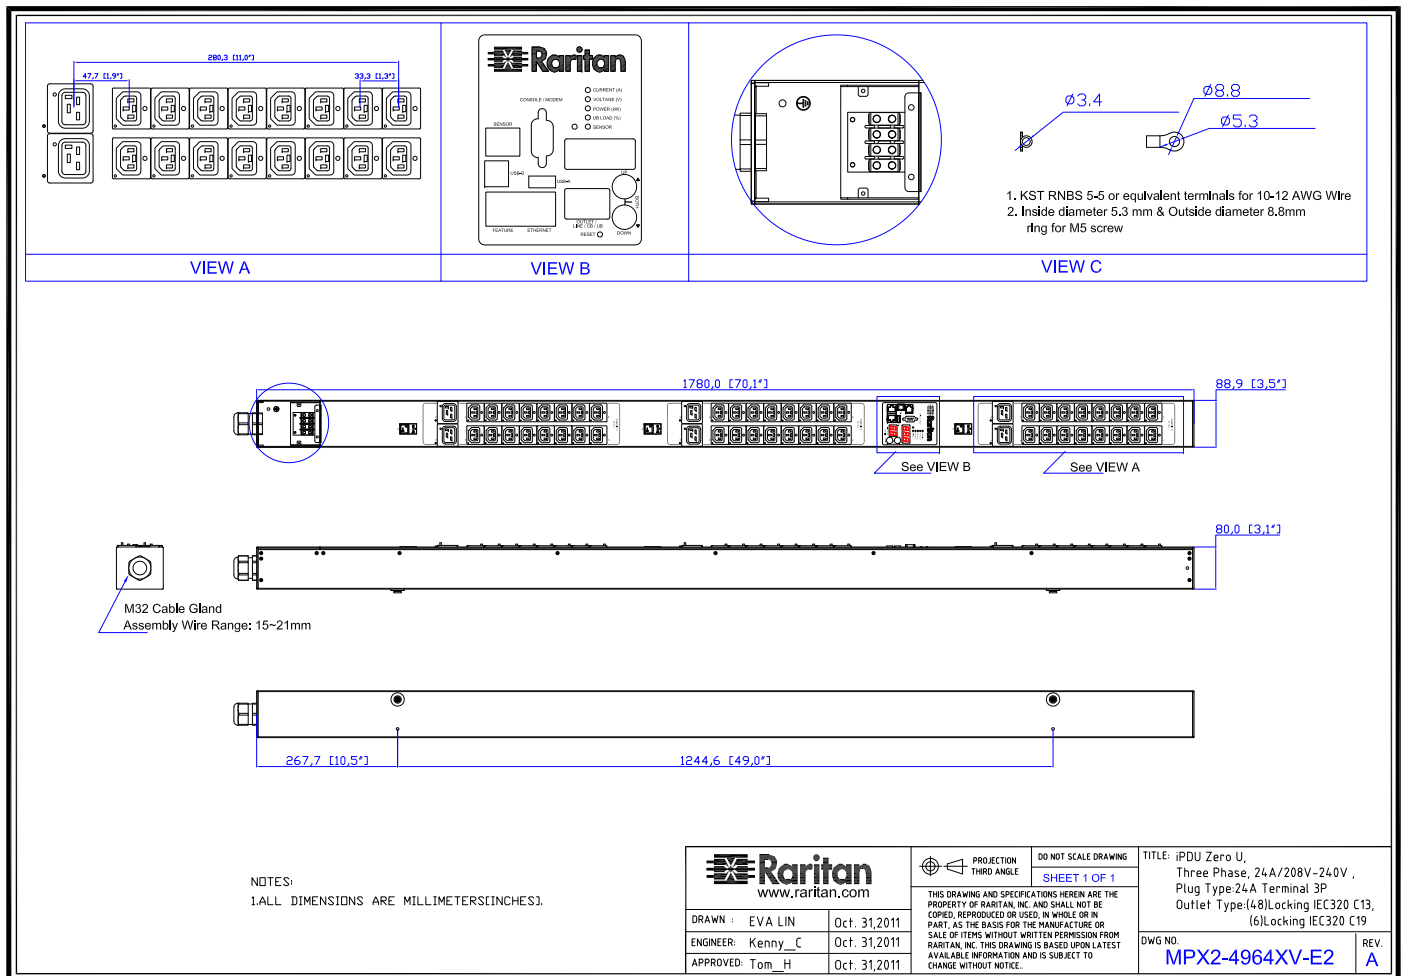 280,3 [11,0"]
47,7 [1,9"]
33,3 [1,3"]
VIEW A
Raritan
CURRENT (A)
VOLTAGE (V)
POWER (kW)
UB LOAD (%)
SENSOR
CONSOLE / MODEM
SENSOR
USB-B
USB-A
UP
BOTH
DOWN
FEATURE
ETHERNET
OUTLET /
LINE / CB / UB
RESET
VIEW B
ø3.4
ø8.8
ø5.3
1. KST RNBS 5-5 or equivalent terminals for 10-12 AWG Wire
2. Inside diameter 5.3 mm & Outside diameter 8.8mm
ring for M5 screw
VIEW C
1780,0 [70,1"]
88,9 [3,5"]
Raritan
See VIEW B
See VIEW A
80,0 [3,1"]
M32 Cable Gland
Assembly Wire Range: 15~21mm
267,7 [10,5"]
1244,6 [49,0"]
NOTES:
1.ALL DIMENSIONS ARE MILLIMETERS[INCHES].
Raritan
www.raritan.com
DRAWN : EVA LIN Oct. 31,2011
ENGINEER: Kenny_C Oct. 31,2011
APPROVED: Tom_H Oct. 31,2011
PROJECTION
THIRD ANGLE
DO NOT SCALE DRAWING
SHEET 1 OF 1
THIS DRAWING AND SPECIFICATIONS HEREIN ARE THE
PROPERTY OF RARITAN, INC. AND SHALL NOT BE
COPIED, REPRODUCED OR USED, IN WHOLE OR IN
PART, AS THE BASIS FOR THE MANUFACTURE OR
SALE OF ITEMS WITHOUT WRITTEN PERMISSION FROM
RARITAN, INC. THIS DRAWING IS BASED UPON LATEST
AVAILABLE INFORMATION AND IS SUBJECT TO
CHANGE WITHOUT NOTICE..
TITLE: iPDU Zero U,
Three Phase, 24A/208V-240V ,
Plug Type:24A Terminal 3P
Outlet Type:(48)Locking IEC320 C13,
(6)Locking IEC320 C19
DWG NO.
MPX2-4964XV-E2
REV.
A